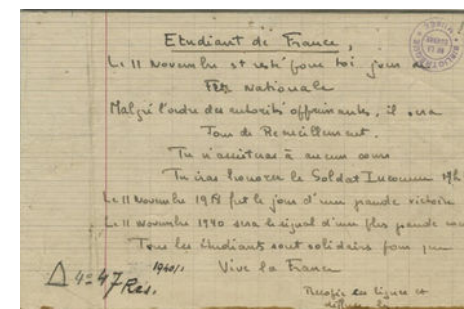 Etudiant de France,
Le 11 Novembre est resté pour toi jour de
Fête Nationale
Malgré l'ordre des autorités opprimantes, il sera
Jour de Recueillement.
Tu n'assisteras à aucun cours
Tu iras honorer le Soldat Inconnu 17h
Le 11 Novembre 1918 fut le jour d'une grande victoire
Le 11 novembre 1940 sera le signal d'une plus grande
Tous les étudiants sont solidaires pour que
Vive la France
Δ 4=47 Res.
1940/1
Recopie ces lignes et
diffuse les